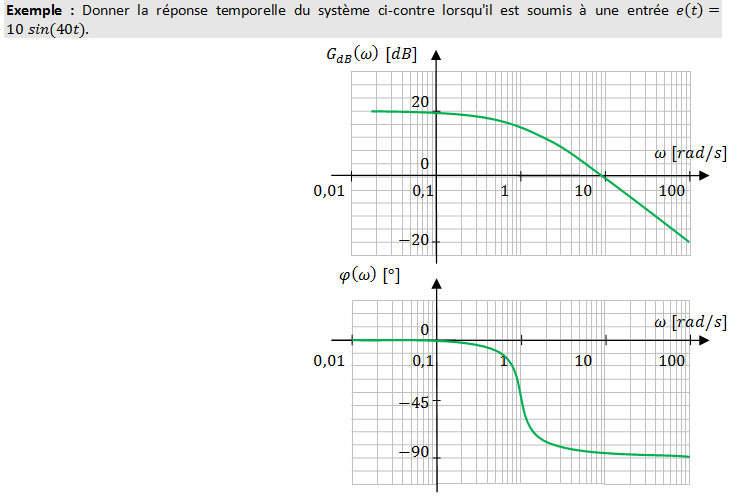 Exemple : Donner la réponse temporelle du système ci-contre lorsqu'il est soumis à une entrée e(t) =
10 sin(40t).
G_dB(ω) [dB]
20
ω [rad/s]
0
0,01 0,1 1 10 100
−20
φ(ω) [°]
0
ω [rad/s]
0,01 0,1 1 10 100
−45
−90